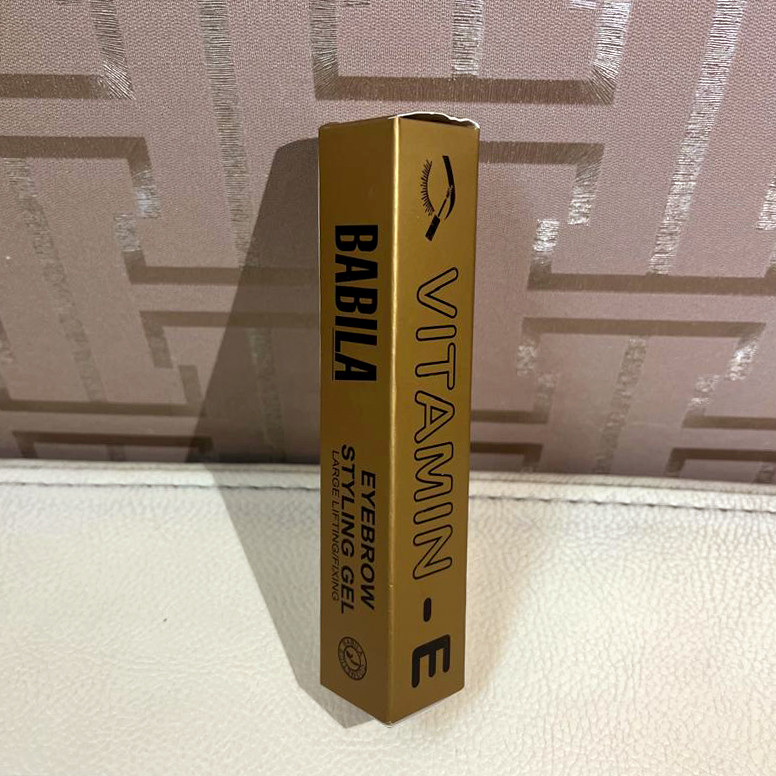 BABILA
EYEBROW
STYLING GEL
LARGE LIFTING/FIXING
VITAMIN - E